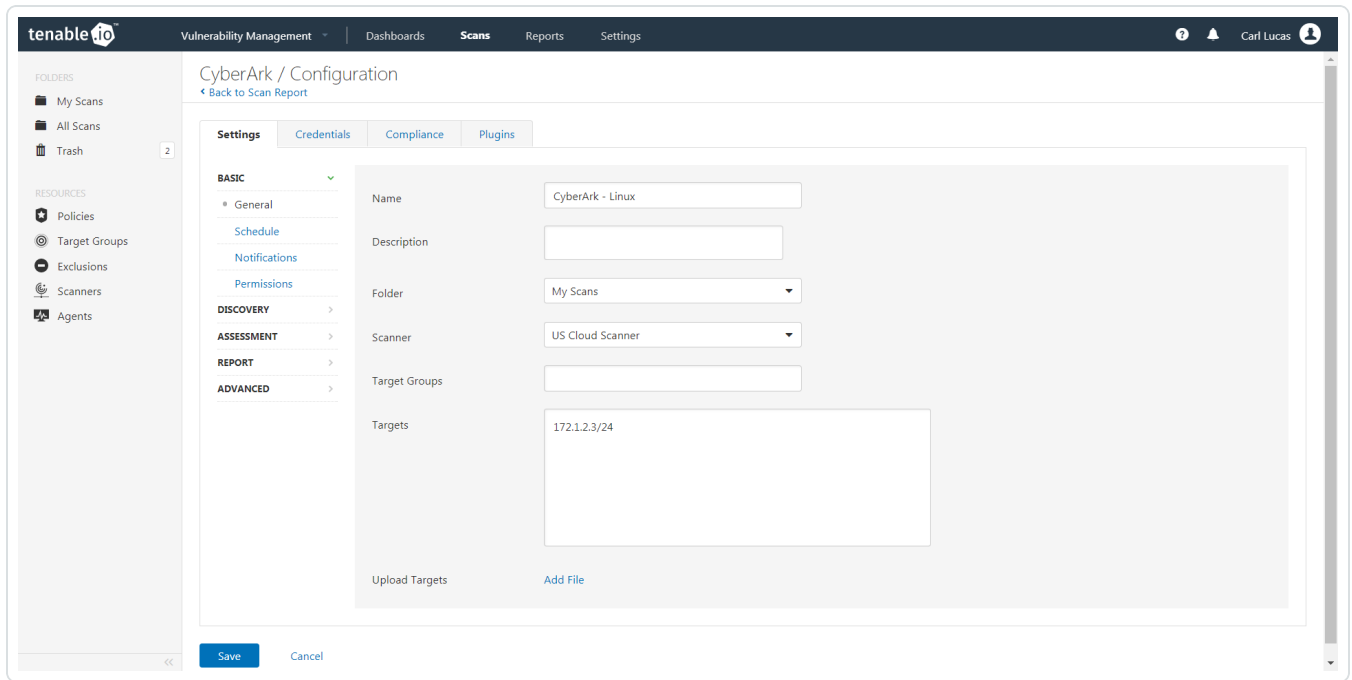 tenable.io™ Vulnerability Management Dashboards Scans Reports Settings Carl Lucas
FOLDERS
My Scans
All Scans
Trash 2
RESOURCES
Policies
Target Groups
Exclusions
Scanners
Agents
CyberArk / Configuration
Back to Scan Report
Settings Credentials Compliance Plugins
BASIC
General
Schedule
Notifications
Permissions
DISCOVERY
ASSESSMENT
REPORT
ADVANCED
Name CyberArk - Linux
Description
Folder My Scans
Scanner US Cloud Scanner
Target Groups
Targets 172.1.2.3/24
Upload Targets Add File
Save Cancel